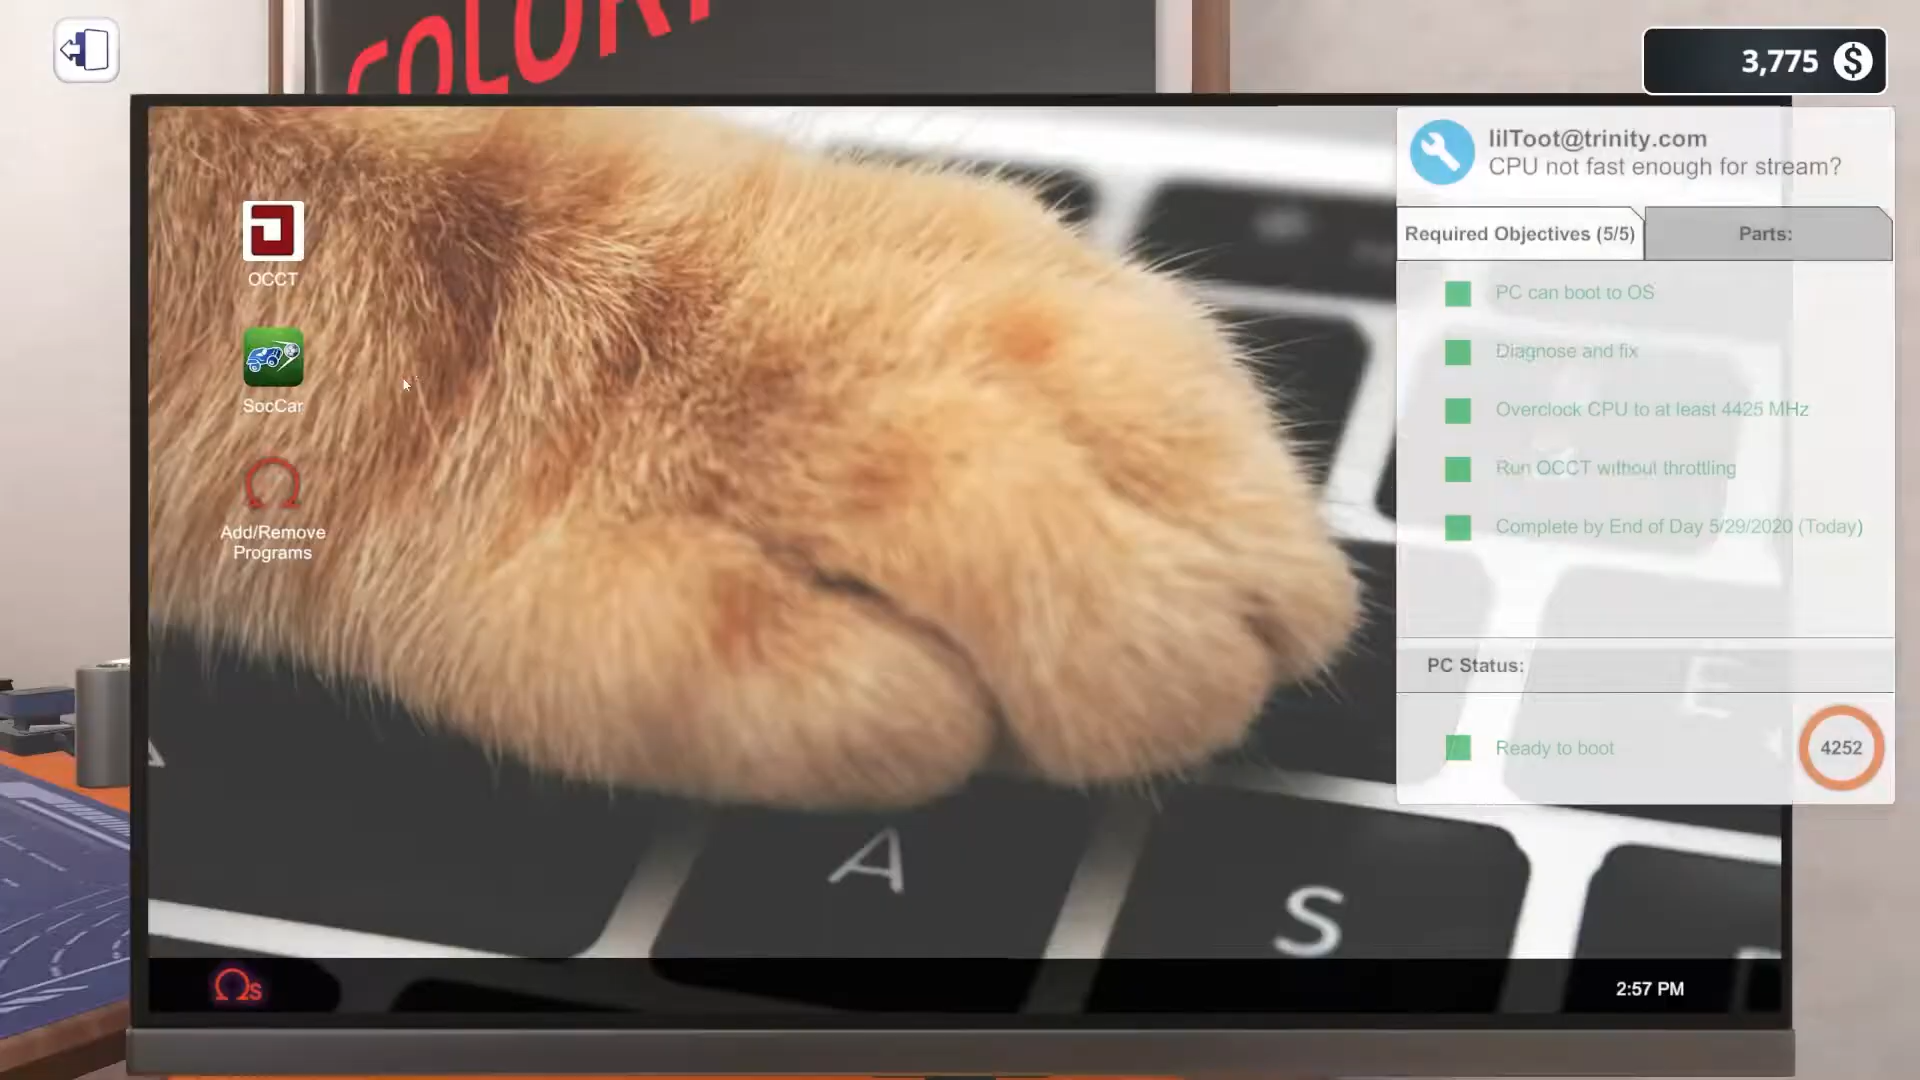 COLOR
3,775 $
lilToot@trinity.com
CPU not fast enough for stream?
Required Objectives (5/5)
Parts:
OCCT
PC can boot to OS
Diagnose and fix
SocCar
Overclock CPU to at least 4425 MHz
Run OCCT without throttling
Add/Remove
Programs
Complete by End of Day 5/29/2020 (Today)
PC Status:
E
Ready to boot
4252
A
S
ΩS
2:57 PM